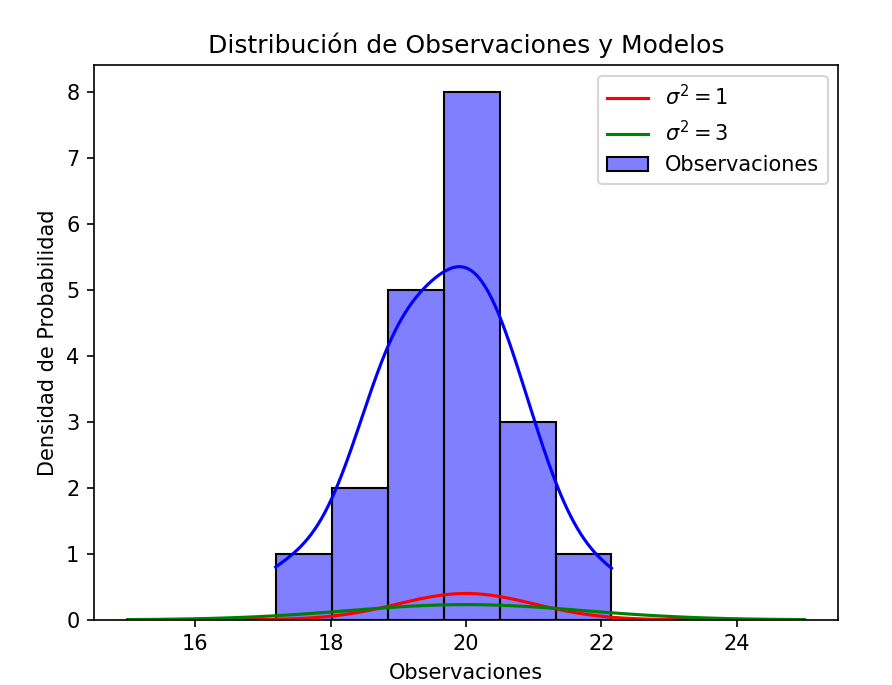 Distribución de Observaciones y Modelos
σ² = 1
σ² = 3
Observaciones
Densidad de Probabilidad
8
7
6
5
4
3
2
1
0
16 18 20 22 24
Observaciones